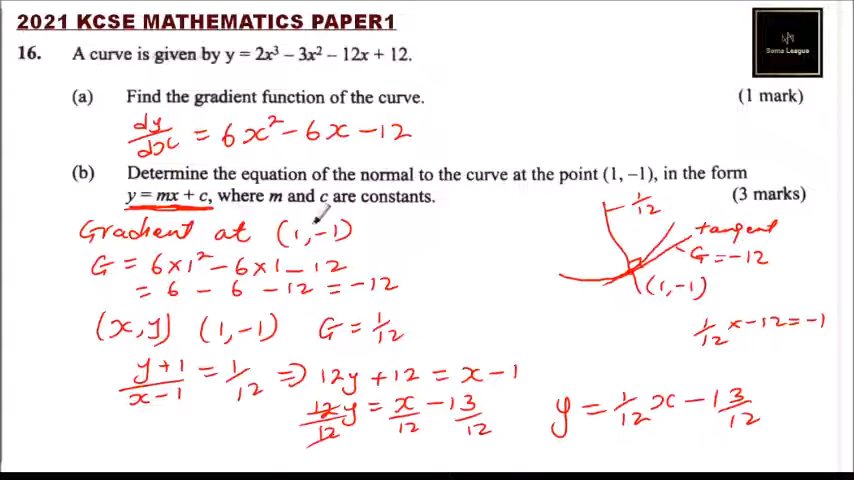 2021 KCSE MATHEMATICS PAPER1
Soma League
16. A curve is given by y = 2x³ – 3x² – 12x + 12.
(a) Find the gradient function of the curve. (1 mark)
dy/dx = 6x² – 6x – 12
(b) Determine the equation of the normal to the curve at the point (1, –1), in the form
y = mx + c, where m and c are constants. (3 marks)
Gradient at (1, –1)
G = 6×1² – 6×1 – 12
= 6 – 6 – 12 = –12
(x, y) (1, –1) G = 1/12
y+1/x–1 = 1/12 ⇒ 12y + 12 = x – 1
12/12 y = x/12 – 13/12
1/12
tangent
G = –12
(1, –1)
1/12 × –12 = –1
y = 1/12 x – 13/12